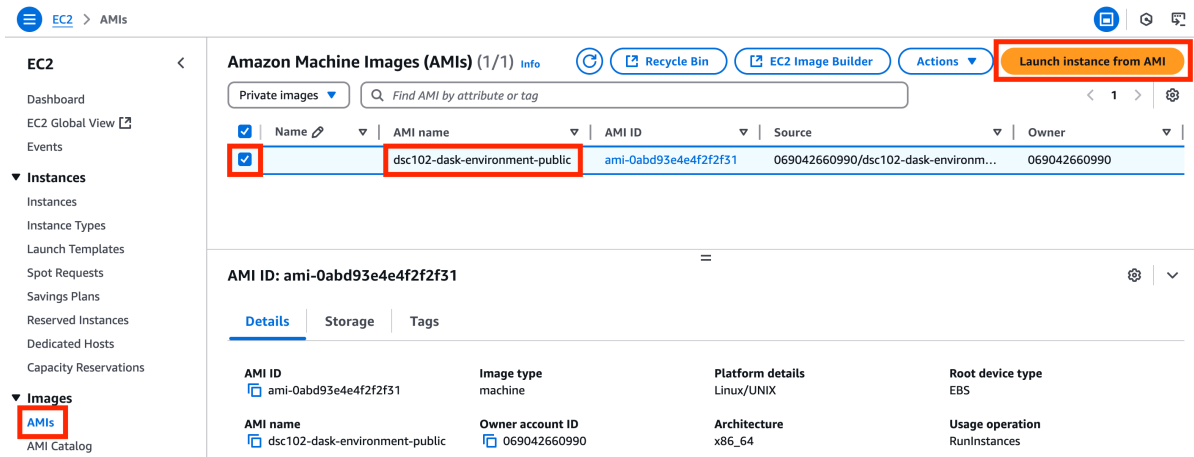 EC2 > AMIs
EC2
Dashboard
EC2 Global View
Events
Instances
Instances
Instance Types
Launch Templates
Spot Requests
Savings Plans
Reserved Instances
Dedicated Hosts
Capacity Reservations
Images
AMIs
AMI Catalog
Amazon Machine Images (AMIs) (1/1) Info
Recycle Bin
EC2 Image Builder
Actions
Launch instance from AMI
Private images
Find AMI by attribute or tag
< 1 >
Name AMI name AMI ID Source Owner
dsc102-dask-environment-public ami-0abd93e4e4f2f2f31 069042660990/dsc102-dask-environm... 069042660990
AMI ID: ami-0abd93e4e4f2f2f31
Details Storage Tags
AMI ID Image type Platform details Root device type
ami-0abd93e4e4f2f2f31 machine Linux/UNIX EBS
AMI name Owner account ID Architecture Usage operation
dsc102-dask-environment-public 069042660990 x86_64 RunInstances